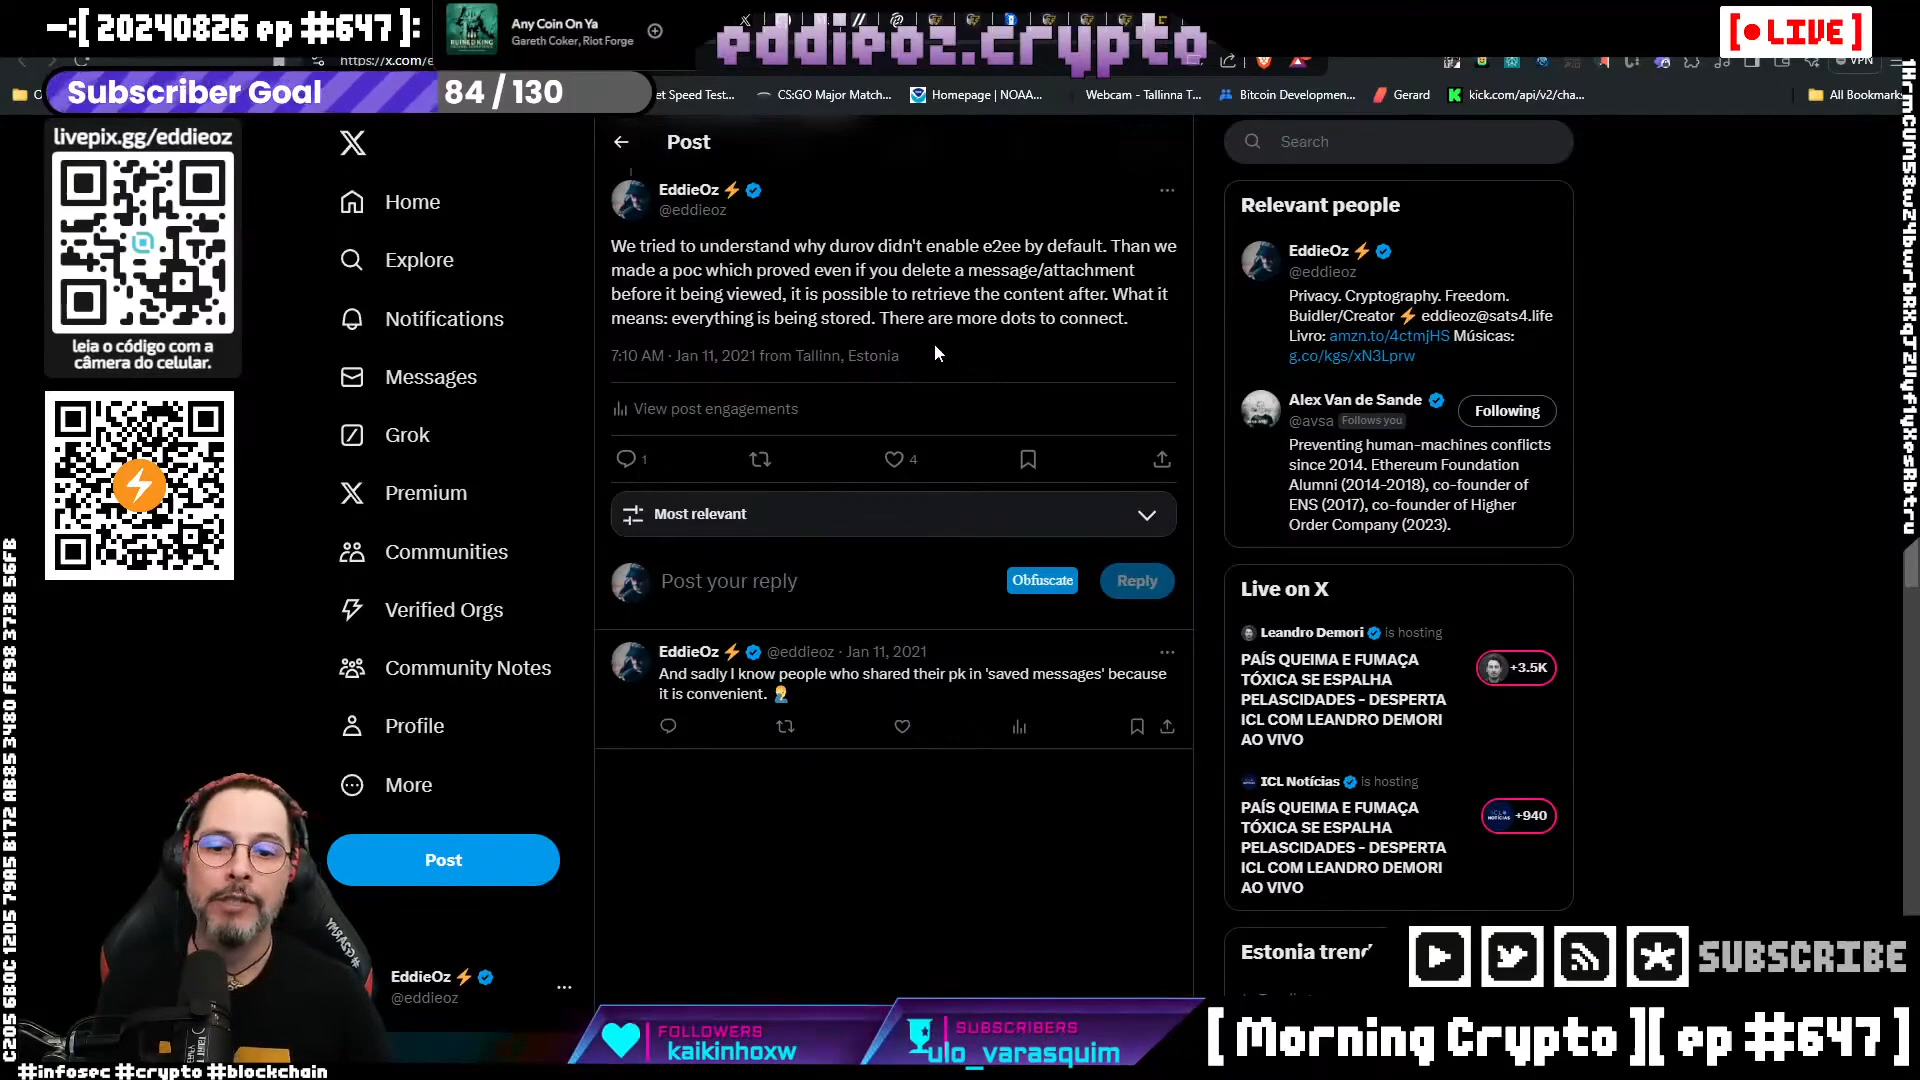 -:[ 20240826 ep #647 ]:
Any Coin On Ya
Gareth Coker, Riot Forge
eddieoz.crypto
[ • LIVE ]
https://x.com/e
VPN
Subscriber Goal 84 / 130
et Speed Test...
CS:GO Major Match...
Homepage | NOAA...
Webcam - Tallinna T...
Bitcoin Developmen...
Gerard
kick.com/api/v2/cha...
All Bookmarks
livepix.gg/eddieoz
leia o código com a
câmera do celular.
Home
Explore
Notifications
Messages
Grok
Premium
Communities
Verified Orgs
Community Notes
Profile
More
Post
EddieOz
@eddieoz
Post
EddieOz
@eddieoz
We tried to understand why durov didn't enable e2ee by default. Than we
made a poc which proved even if you delete a message/attachment
before it being viewed, it is possible to retrieve the content after. What it
means: everything is being stored. There are more dots to connect.
7:10 AM · Jan 11, 2021 from Tallinn, Estonia
View post engagements
1
4
Most relevant
Post your reply
Obfuscate
Reply
EddieOz @eddieoz · Jan 11, 2021
And sadly I know people who shared their pk in 'saved messages' because
it is convenient.
Search
Relevant people
EddieOz
@eddieoz
Privacy. Cryptography. Freedom.
Buidler/Creator ⚡ eddieoz@sats4.life
Livro: amzn.to/4ctmjHS Músicas:
g.co/kgs/xN3Lprw
Alex Van de Sande
@avsa Follows you
Following
Preventing human-machines conflicts
since 2014. Ethereum Foundation
Alumni (2014-2018), co-founder of
ENS (2017), co-founder of Higher
Order Company (2023).
Live on X
Leandro Demori is hosting
PAÍS QUEIMA E FUMAÇA
TÓXICA SE ESPALHA
PELASCIDADES - DESPERTA
ICL COM LEANDRO DEMORI
AO VIVO
+3.5K
ICL Notícias is hosting
PAÍS QUEIMA E FUMAÇA
TÓXICA SE ESPALHA
PELASCIDADES - DESPERTA
ICL COM LEANDRO DEMORI
AO VIVO
+940
Estonia trend
SUBSCRIBE
FOLLOWERS
kaikinhoxw
SUBSCRIBERS
ulo_varasquim
[ Morning Crypto ][ ep #647 ]
#infosec #crypto #blockchain
C205 6B0C 12D5 79A5 B172 AB85 3480 FB98 373B 56FB